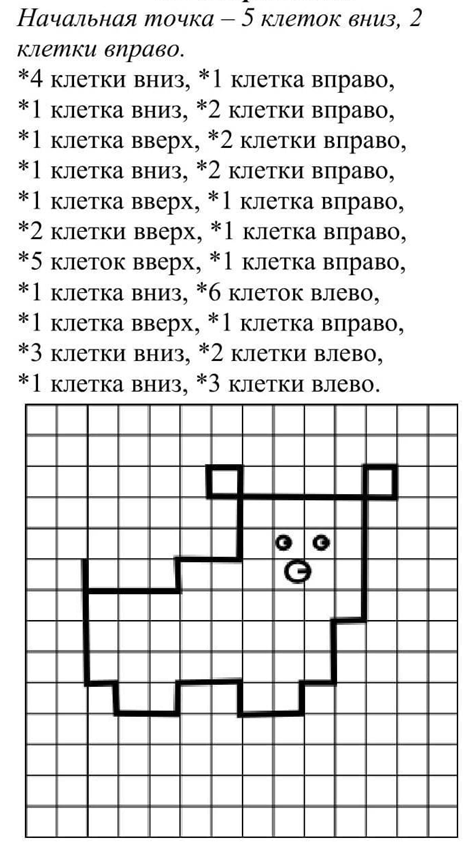 Начальная точка – 5 клеток вниз, 2
клетки вправо.
*4 клетки вниз, *1 клетка вправо,
*1 клетка вниз, *2 клетки вправо,
*1 клетка вверх, *2 клетки вправо,
*1 клетка вниз, *2 клетки вправо,
*1 клетка вверх, *1 клетка вправо,
*2 клетки вверх, *1 клетка вправо,
*5 клеток вверх, *1 клетка вправо,
*1 клетка вниз, *6 клеток влево,
*1 клетка вверх, *1 клетка вправо,
*3 клетки вниз, *2 клетки влево,
*1 клетка вниз, *3 клетки влево.